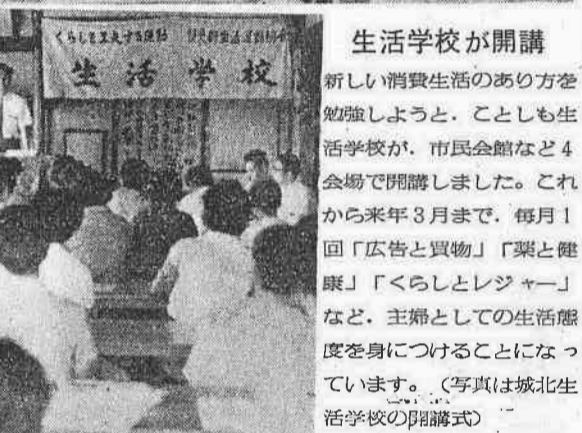 くらしを工夫する運動
生活学校
生活学校が開講
新しい消費生活のあり方を
勉強しようと．ことしも生
活学校が．市民会館など4
会場で開講しました。これ
から来年3月まで．毎月1
回「広告と買物」「薬と健
康」「くらしとレジャー」
など．主婦としての生活態
度を身につけることになっ
ています。（写真は城北生
活学校の開講式）